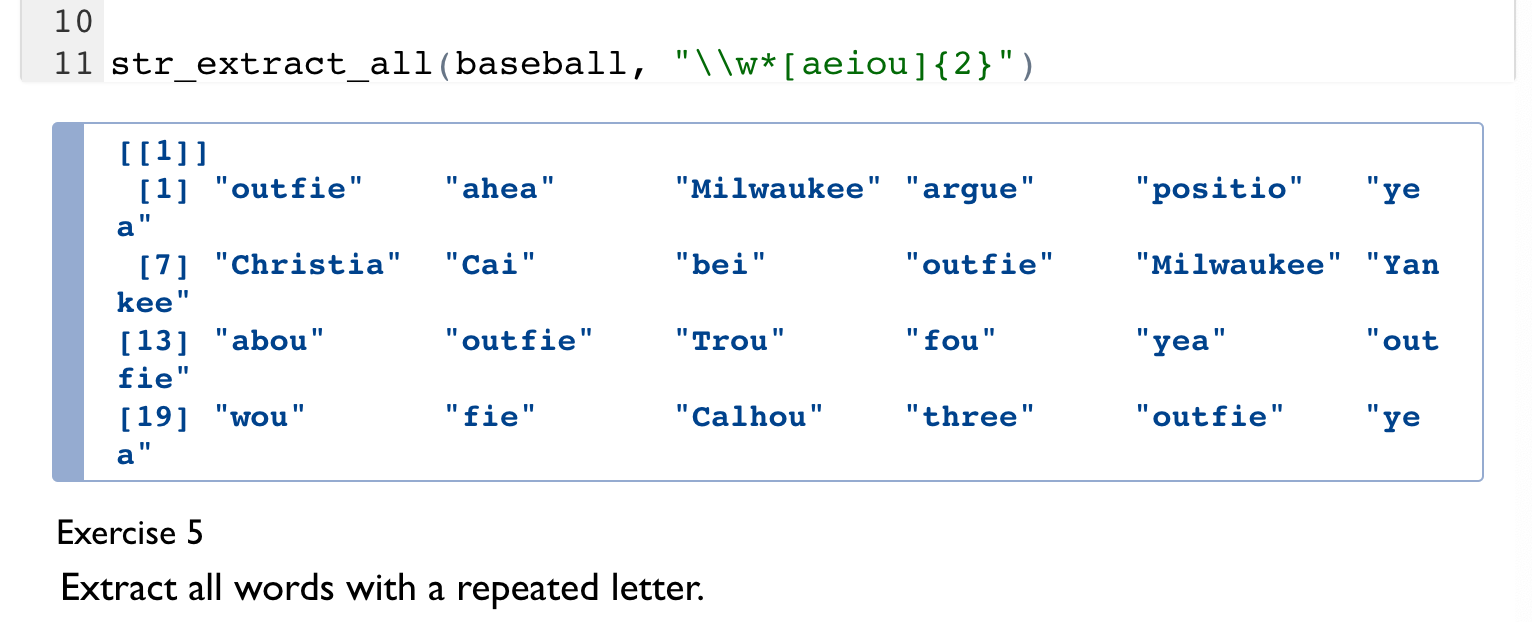 10
11 str_extract_all(baseball, "\\w*[aeiou]{2}")
[[1]]
[1] "outfie" "ahea" "Milwaukee" "argue" "positio" "ye
a"
[7] "Christia" "Cai" "bei" "outfie" "Milwaukee" "Yan
kee"
[13] "abou" "outfie" "Trou" "fou" "yea" "out
fie"
[19] "wou" "fie" "Calhou" "three" "outfie" "ye
a"
Exercise 5
Extract all words with a repeated letter.